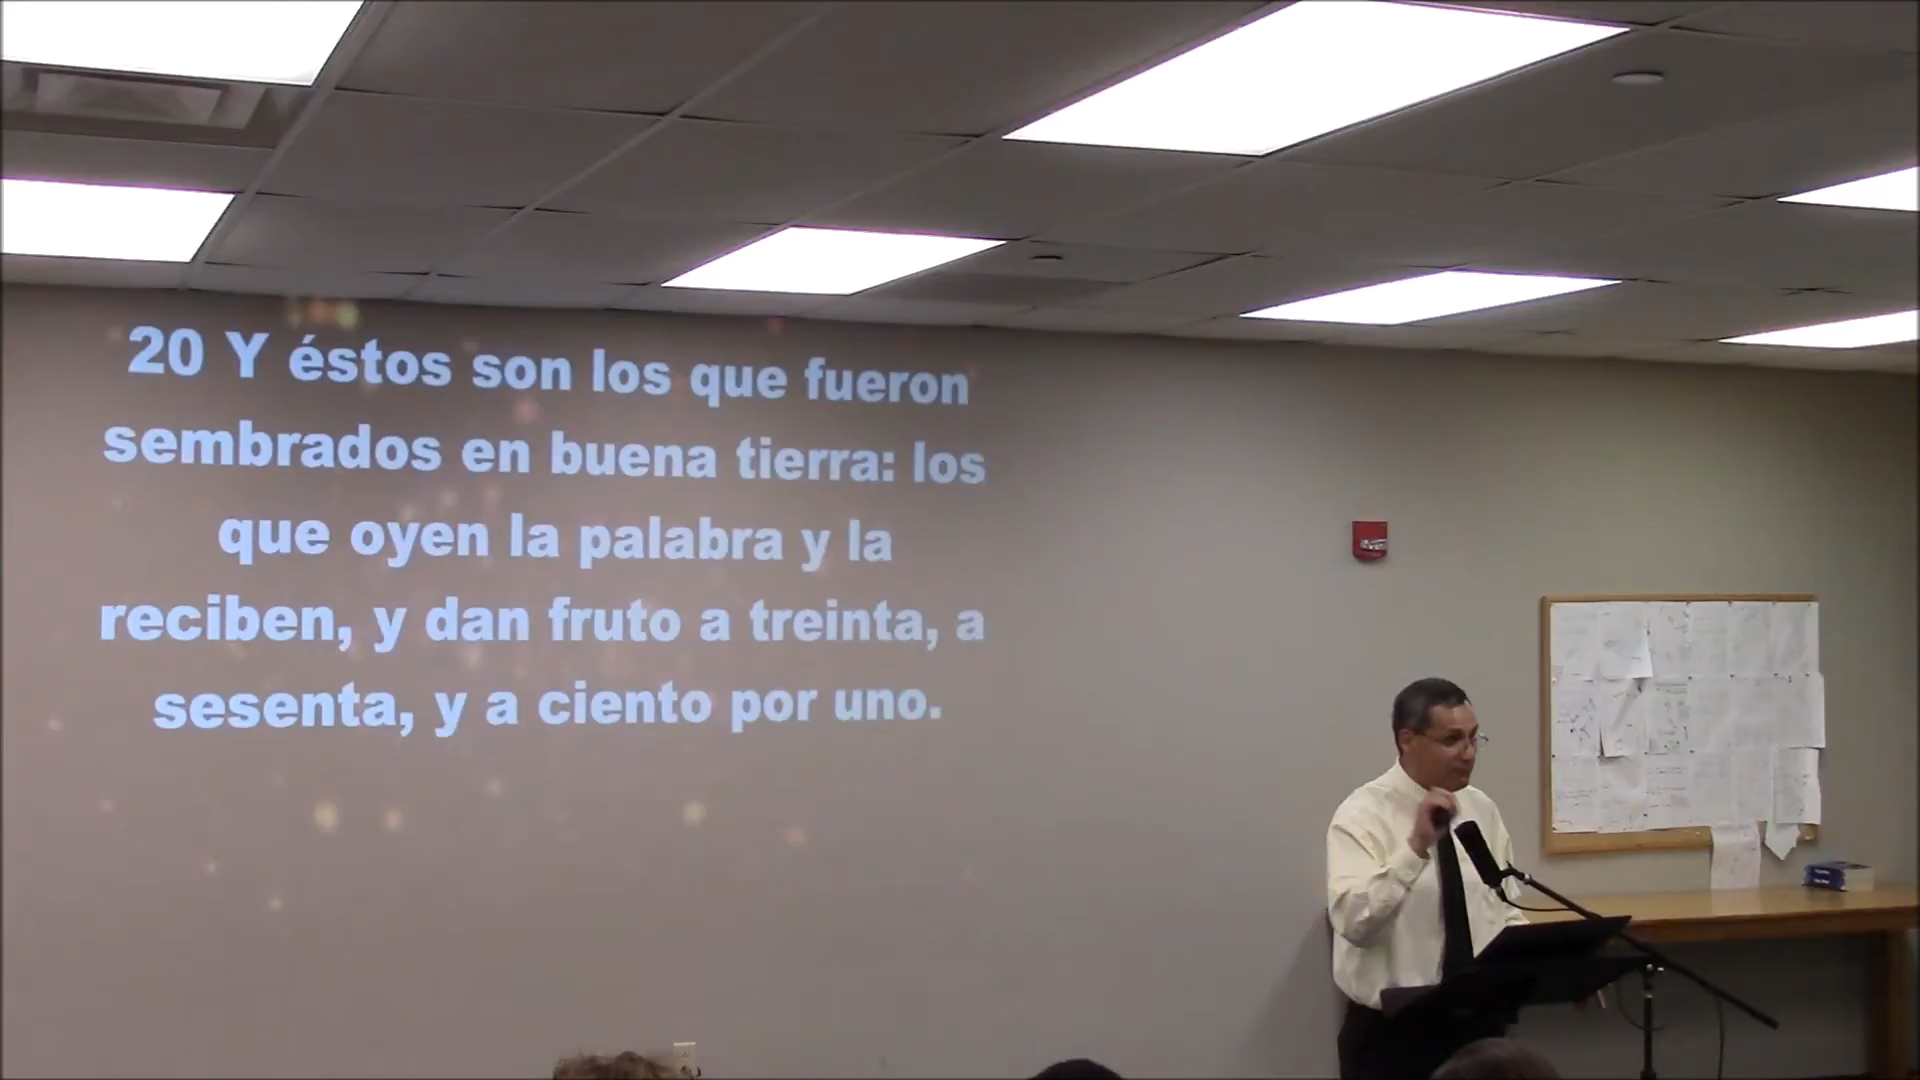 20 Y éstos son los que fueron
sembrados en buena tierra: los
que oyen la palabra y la
reciben, y dan fruto a treinta, a
sesenta, y a ciento por uno.